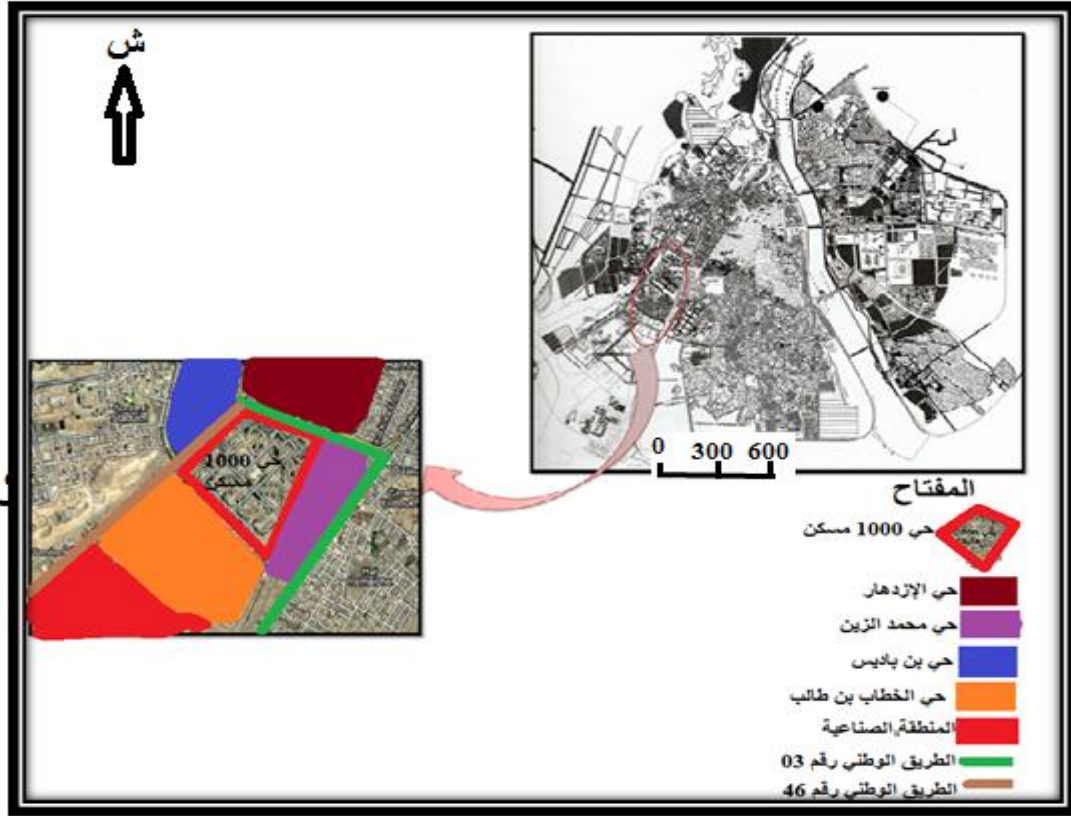 ش
0 300 600
حي 1000
مسكن
المفتاح
حي 1000 مسكن
حي الإزدهار
حي محمد الزين
حي بن باديس
حي الخطاب بن طالب
المنطقة الصناعية
الطريق الوطني رقم 03
الطريق الوطني رقم 46